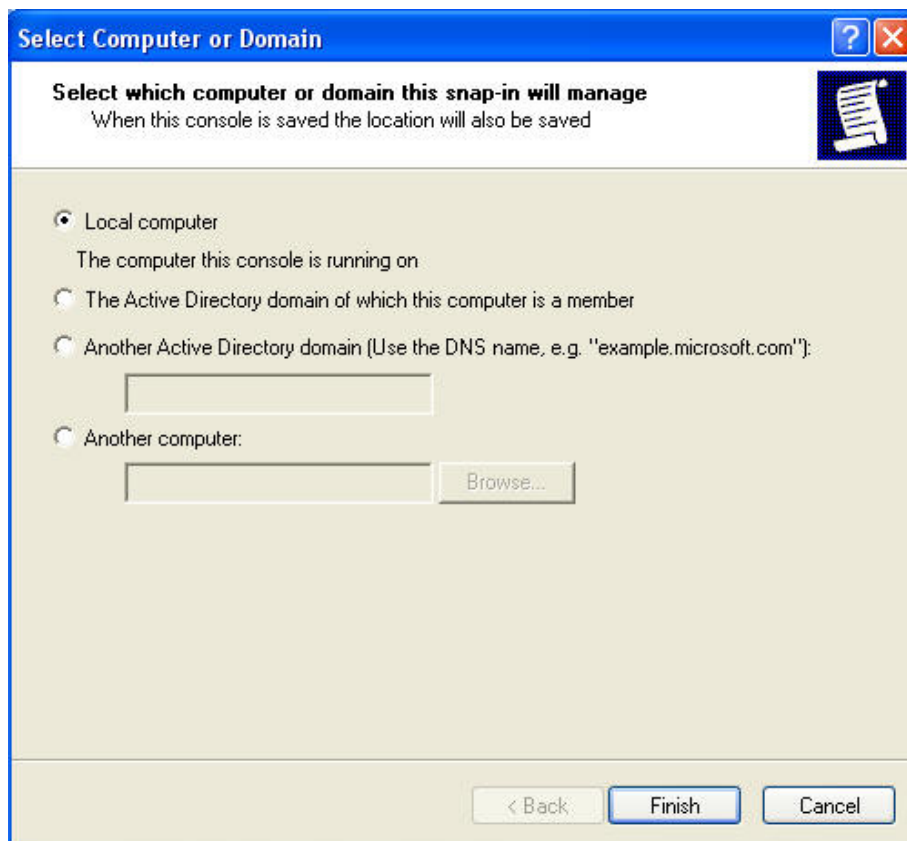 Select Computer or Domain
Select which computer or domain this snap-in will manage
When this console is saved the location will also be saved
Local computer
The computer this console is running on
The Active Directory domain of which this computer is a member
Another Active Directory domain (Use the DNS name, e.g. "example.microsoft.com"):
Another computer:
Browse...
< Back Finish Cancel